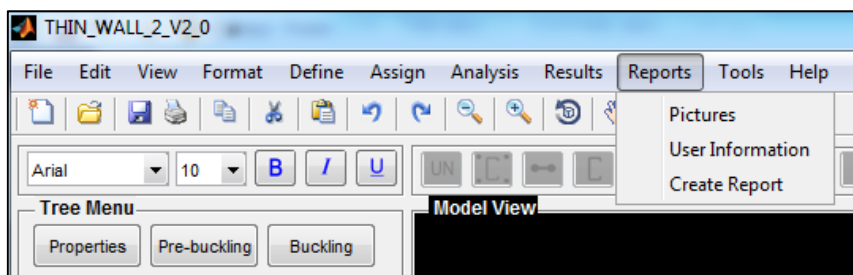 THIN_WALL_2_V2_0
File Edit View Format Define Assign Analysis Results Reports Tools Help
Pictures
User Information
Create Report
Arial 10 B I U UN C C
Tree Menu
Model View
Properties Pre-buckling Buckling